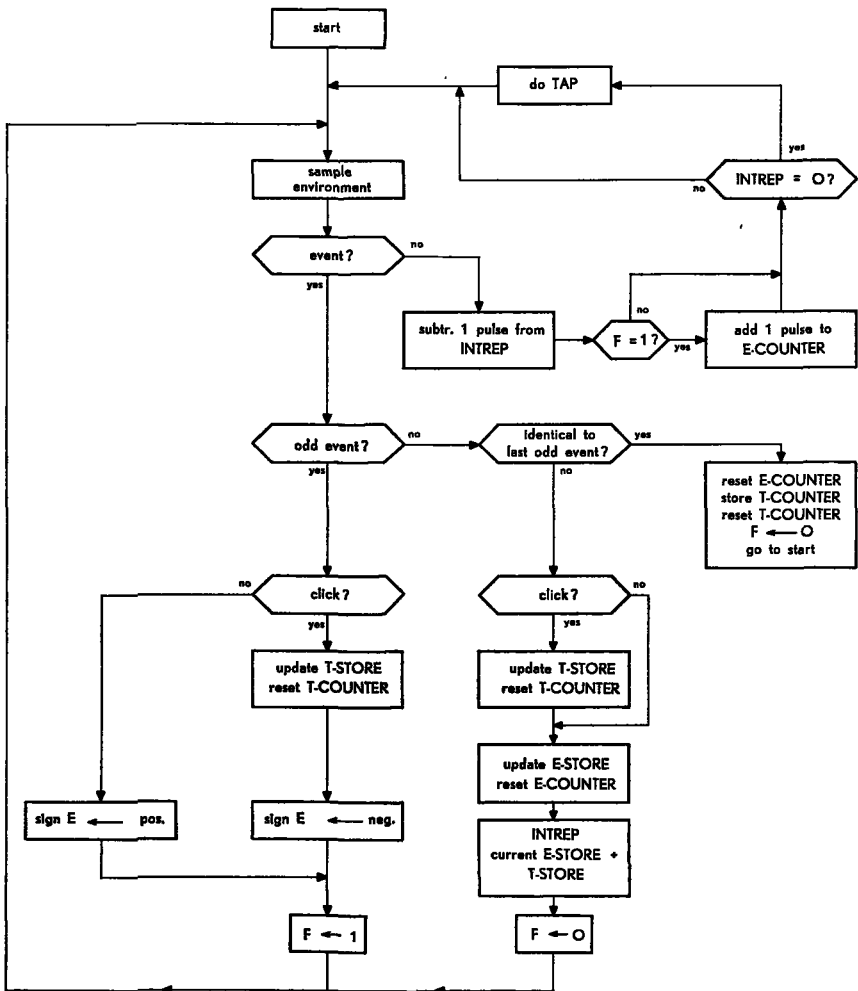 start
do TAP
yes
INTREP = O?
no
sample
environment
event?
no
yes
subtr. 1 pulse from
INTREP
no
F = 1?
yes
add 1 pulse to
E-COUNTER
odd event?
no
yes
identical to
last odd event?
yes
no
reset E-COUNTER
store T-COUNTER
reset T-COUNTER
F ← O
go to start
no
click?
yes
click?
no
yes
update T-STORE
reset T-COUNTER
update T-STORE
reset T-COUNTER
update E-STORE
reset E-COUNTER
sign E ← pos.
sign E ← neg.
INTREP
current E-STORE +
T-STORE
F ← 1
F ← O